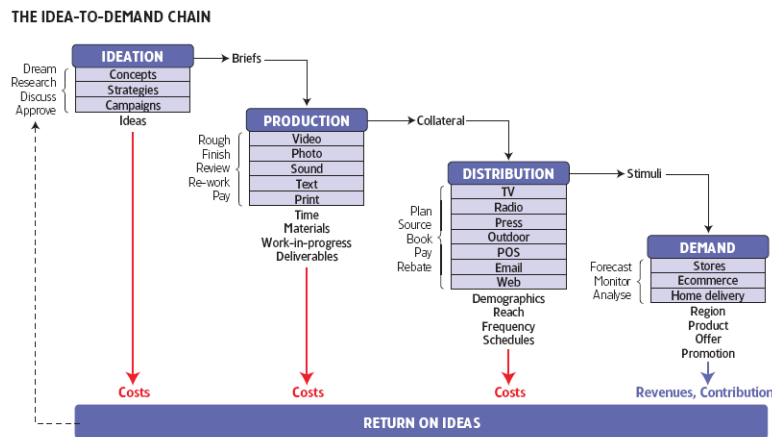 THE IDEA-TO-DEMAND CHAIN
IDEATION
Briefs
Dream
Research
Discuss
Approve
Concepts
Strategies
Campaigns
Ideas
PRODUCTION
Collateral
Rough
Finish
Review
Re-work
Pay
Video
Photo
Sound
Text
Print
Time
Materials
Work-in-progress
Deliverables
DISTRIBUTION
Stimuli
Plan
Source
Book
Pay
Rebate
TV
Radio
Press
Outdoor
POS
Email
Web
Demographics
Reach
Frequency
Schedules
DEMAND
Forecast
Monitor
Analyse
Stores
Ecommerce
Home delivery
Region
Product
Offer
Promotion
Costs
Costs
Costs
Revenues, Contribution
RETURN ON IDEAS